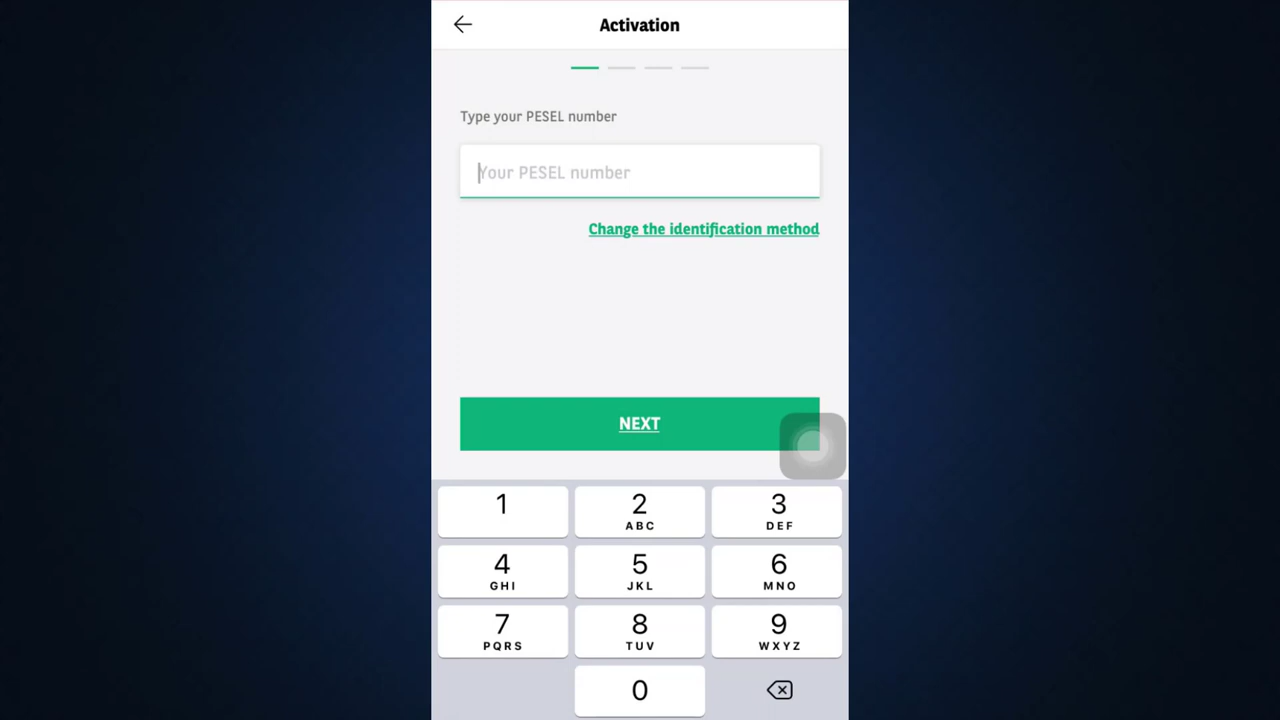 Activation
Type your PESEL number
Your PESEL number
Change the identification method
NEXT
1 2 3
ABC DEF
4 5 6
GHI JKL MNO
7 8 9
PQRS TUV WXYZ
0